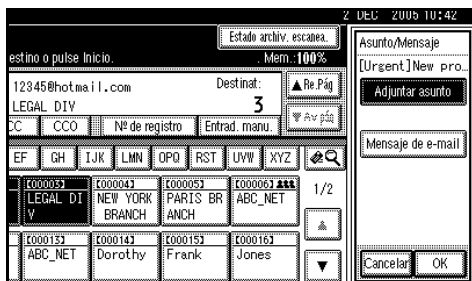 2 DEC 2005 10:42
Estado archiv. escanea.
estino o pulse Inicio.
Mem.:100%
12345@hotmail.com
Destinat:
▲Re.Pág
LEGAL DIV
3
▼Av pág
CC
CCO
Nº de registro
Entrad. manu.
EF GH IJK LMN OPQ RST UVW XYZ
[00003] [00004] [00005] [00006]
LEGAL DI NEW YORK PARIS BR ABC_NET
V BRANCH ANCH
1/2
[00013] [00014] [00015] [00016]
ABC_NET Dorothy Frank Jones
▼
Asunto/Mensaje
[Urgent]New pro...
Adjuntar asunto
Mensaje de e-mail
Cancelar OK